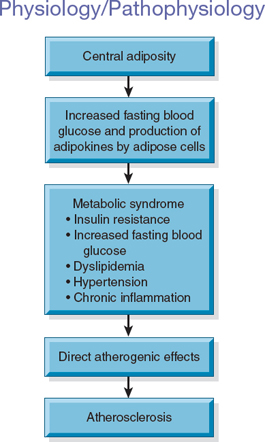 Physiology/Pathophysiology
Central adiposity
Increased fasting blood
glucose and production of
adipokines by adipose cells
Metabolic syndrome
• Insulin resistance
• Increased fasting blood
glucose
• Dyslipidemia
• Hypertension
• Chronic inflammation
Direct atherogenic effects
Atherosclerosis